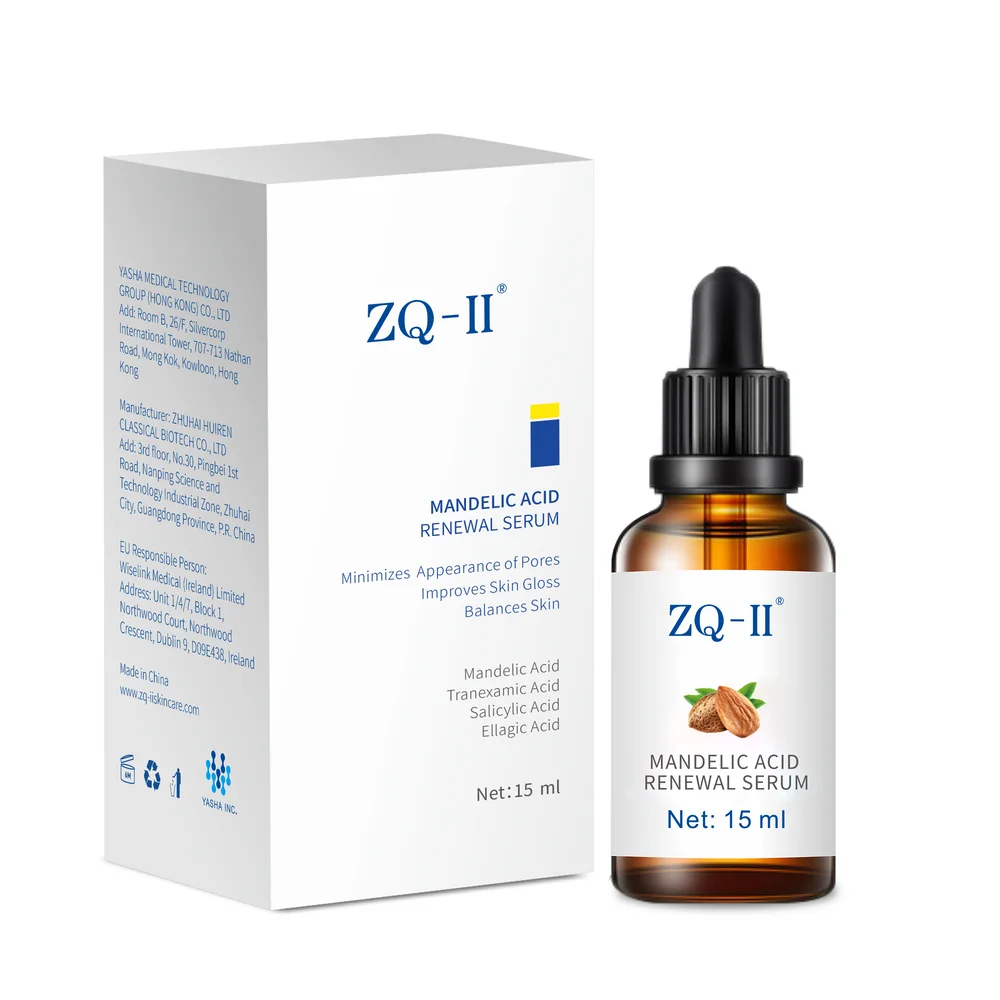 YASHA MEDICAL TECHNOLOGY
GROUP (HONG KONG) CO., LTD
Add: Room B, 26/F, Silvercorp
International Tower, 707-713 Nathan
Road, Mong Kok, Kowloon, Hong
Kong
Manufacturer: ZHUHAI HUIREN
CLASSICAL BIOTECH CO., LTD
Add: 3rd floor, No.30, Pingbei 1st
Road, Nanping Science and
Technology Industrial Zone, Zhuhai
City, Guangdong Province, P.R. China
EU Responsible Person:
Wiselink Medical (Ireland) Limited
Address: Unit 1/4/7, Block 1,
Northwood Court, Northwood
Crescent, Dublin 9, D09E438, Ireland
Made in China
www.zq-iiskincare.com
6M
YASHA INC.
ZQ-II®
MANDELIC ACID
RENEWAL SERUM
Minimizes Appearance of Pores
Improves Skin Gloss
Balances Skin
Mandelic Acid
Tranexamic Acid
Salicylic Acid
Ellagic Acid
Net:15 ml
ZQ-II®
MANDELIC ACID
RENEWAL SERUM
Net: 15 ml